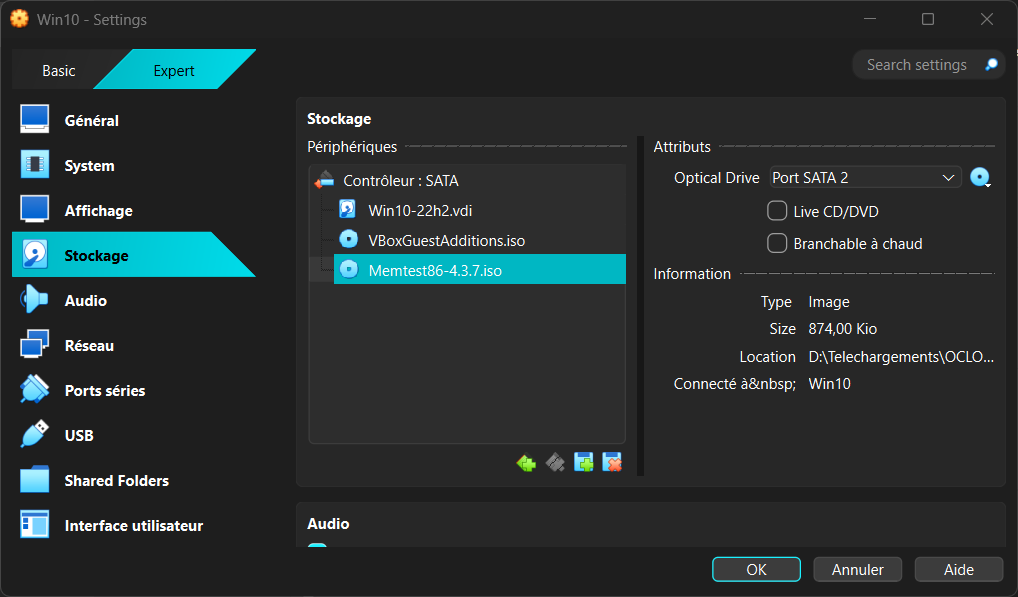 Win10 - Settings
Basic
Expert
Search settings
Général
System
Affichage
Stockage
Audio
Réseau
Ports séries
USB
Shared Folders
Interface utilisateur
Stockage
Périphériques
Contrôleur : SATA
Win10-22h2.vdi
VBoxGuestAdditions.iso
Memtest86-4.3.7.iso
Attributs
Optical Drive Port SATA 2
Live CD/DVD
Branchable à chaud
Information
Type Image
Size 874,00 Kio
Location D:\Telechargements\OCLO...
Connecté à&nbsp; Win10
Audio
OK
Annuler
Aide